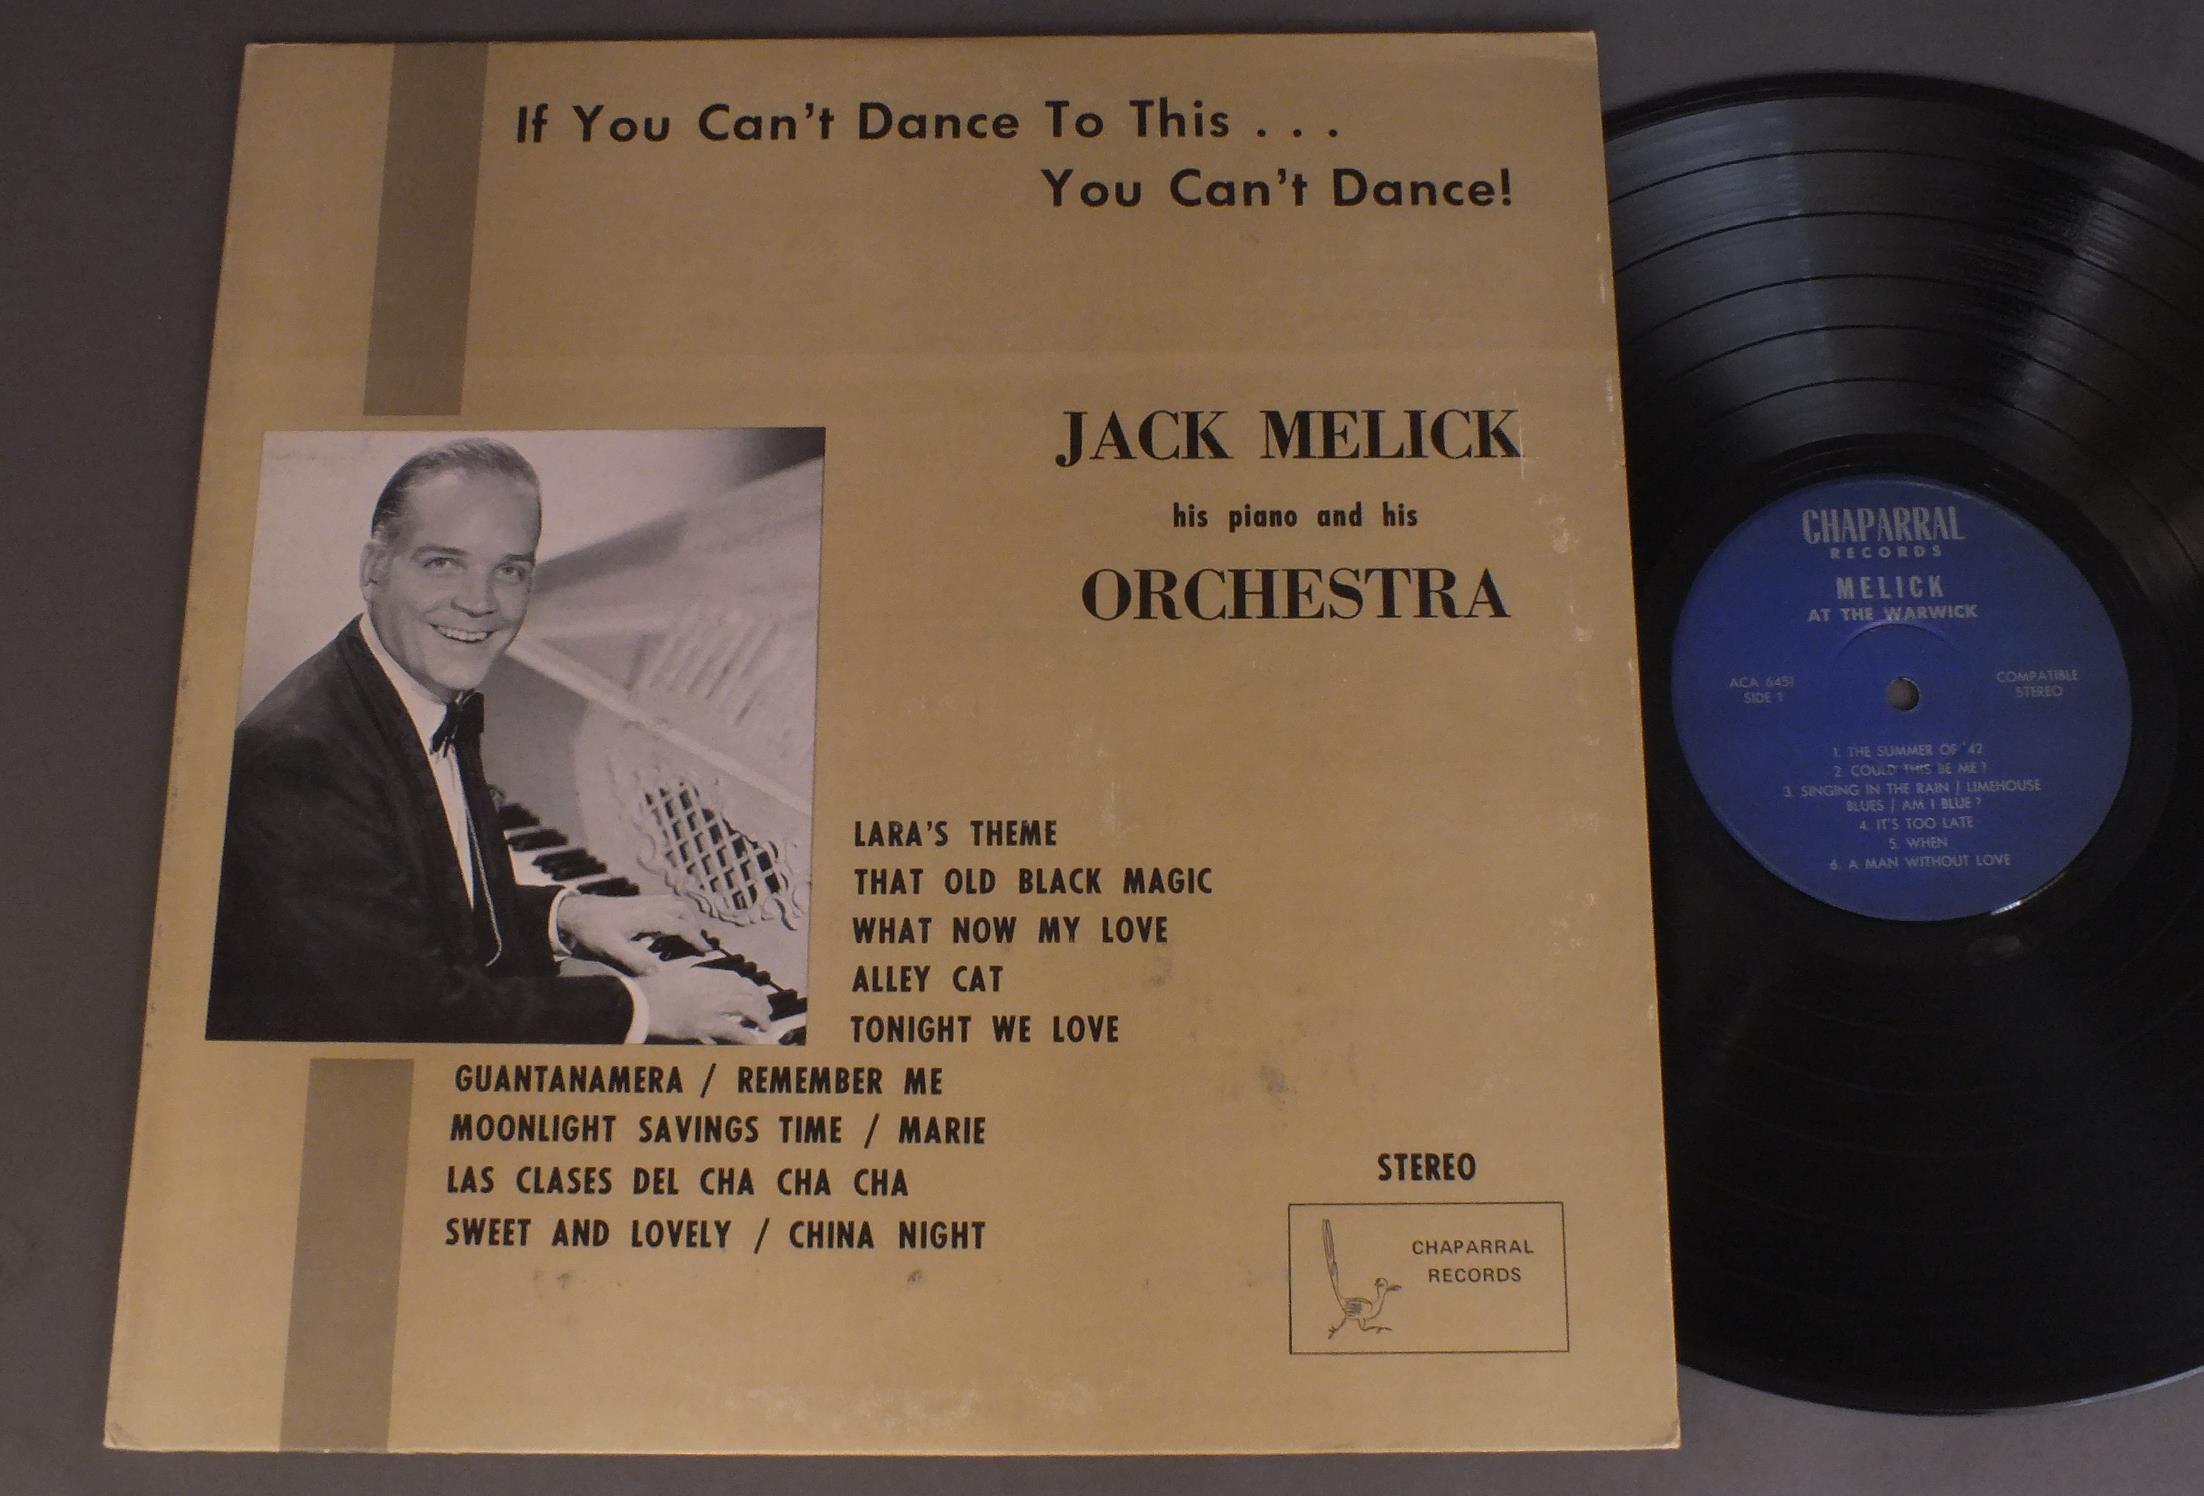 If You Can't Dance To This . . .
You Can't Dance!
JACK MELICK
his piano and his
ORCHESTRA
LARA'S THEME
THAT OLD BLACK MAGIC
WHAT NOW MY LOVE
ALLEY CAT
TONIGHT WE LOVE
GUANTANAMERA / REMEMBER ME
MOONLIGHT SAVINGS TIME / MARIE
LAS CLASES DEL CHA CHA CHA
SWEET AND LOVELY / CHINA NIGHT
STEREO
CHAPARRAL
RECORDS
CHAPARRAL
RECORDS
MELICK
AT THE WARWICK
ACA 6451
SIDE 1
COMPATIBLE
STEREO
1. THE SUMMER OF '42
2. COULD THIS BE ME?
3. SINGING IN THE RAIN / LIMEHOUSE
BLUES / AM I BLUE?
4. IT'S TOO LATE
5. WHEN
6. A MAN WITHOUT LOVE